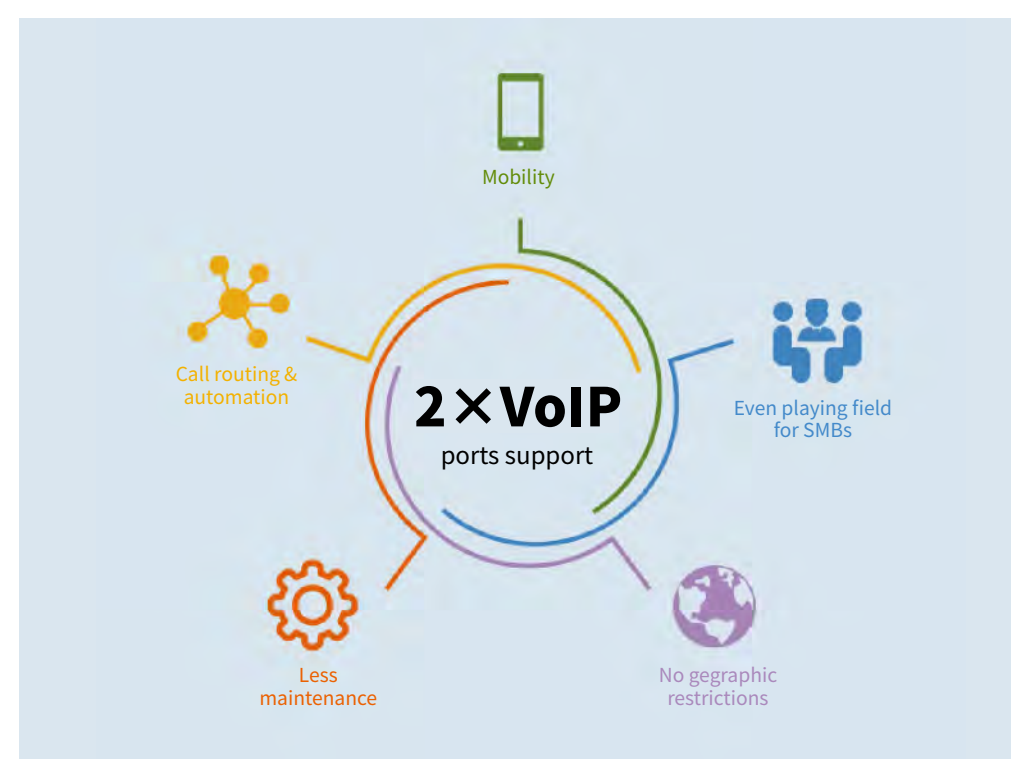 Mobility
Call routing &
automation
Even playing field
for SMBs
2×VoIP
ports support
Less
maintenance
No gegraphic
restrictions